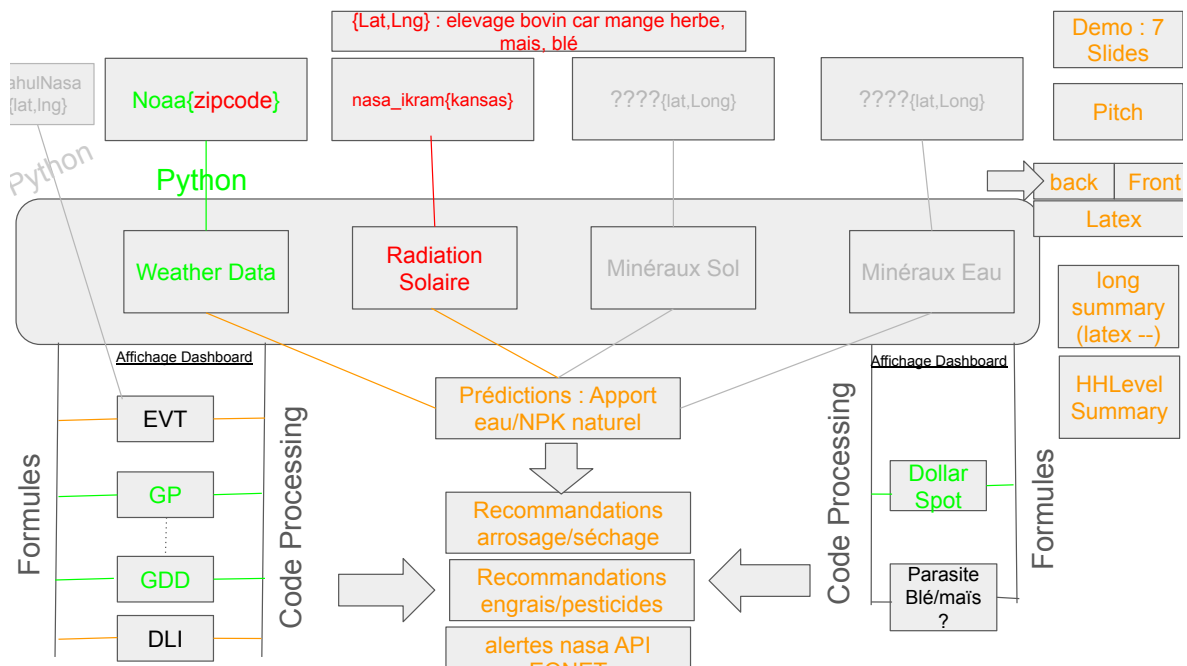 {Lat,Lng} : elevage bovin car mange herbe,
mais, blé
Demo : 7
Slides
ahulNasa
{lat,lng}
Noaa{zipcode}
nasa_ikram{kansas}
????{lat,Long}
????{lat,Long}
Pitch
Python
Python
back
Front
Latex
Weather Data
Radiation
Solaire
Minéraux Sol
Minéraux Eau
long
summary
(latex --)
Affichage Dashboard
Affichage Dashboard
Prédictions : Apport
eau/NPK naturel
HHLevel
Summary
Formules
EVT
GP
GDD
DLI
Code Processing
Recommandations
arrosage/séchage
Recommandations
engrais/pesticides
alertes nasa API
Code Processing
Dollar
Spot
Parasite
Blé/maïs
?
Formules